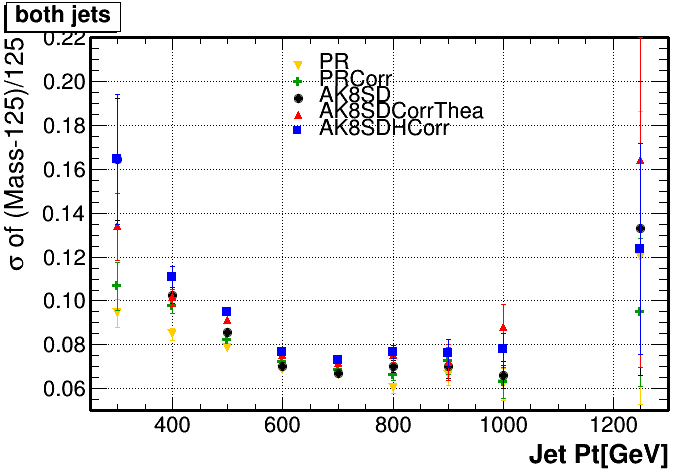 both jets
σ of (Mass-125)/125
0.22
0.20
0.18
0.16
0.14
0.12
0.10
0.08
0.06
PR
PRCorr
AK8SD
AK8SDCorrThea
AK8SDHCorr
400 600 800 1000 1200
Jet Pt[GeV]